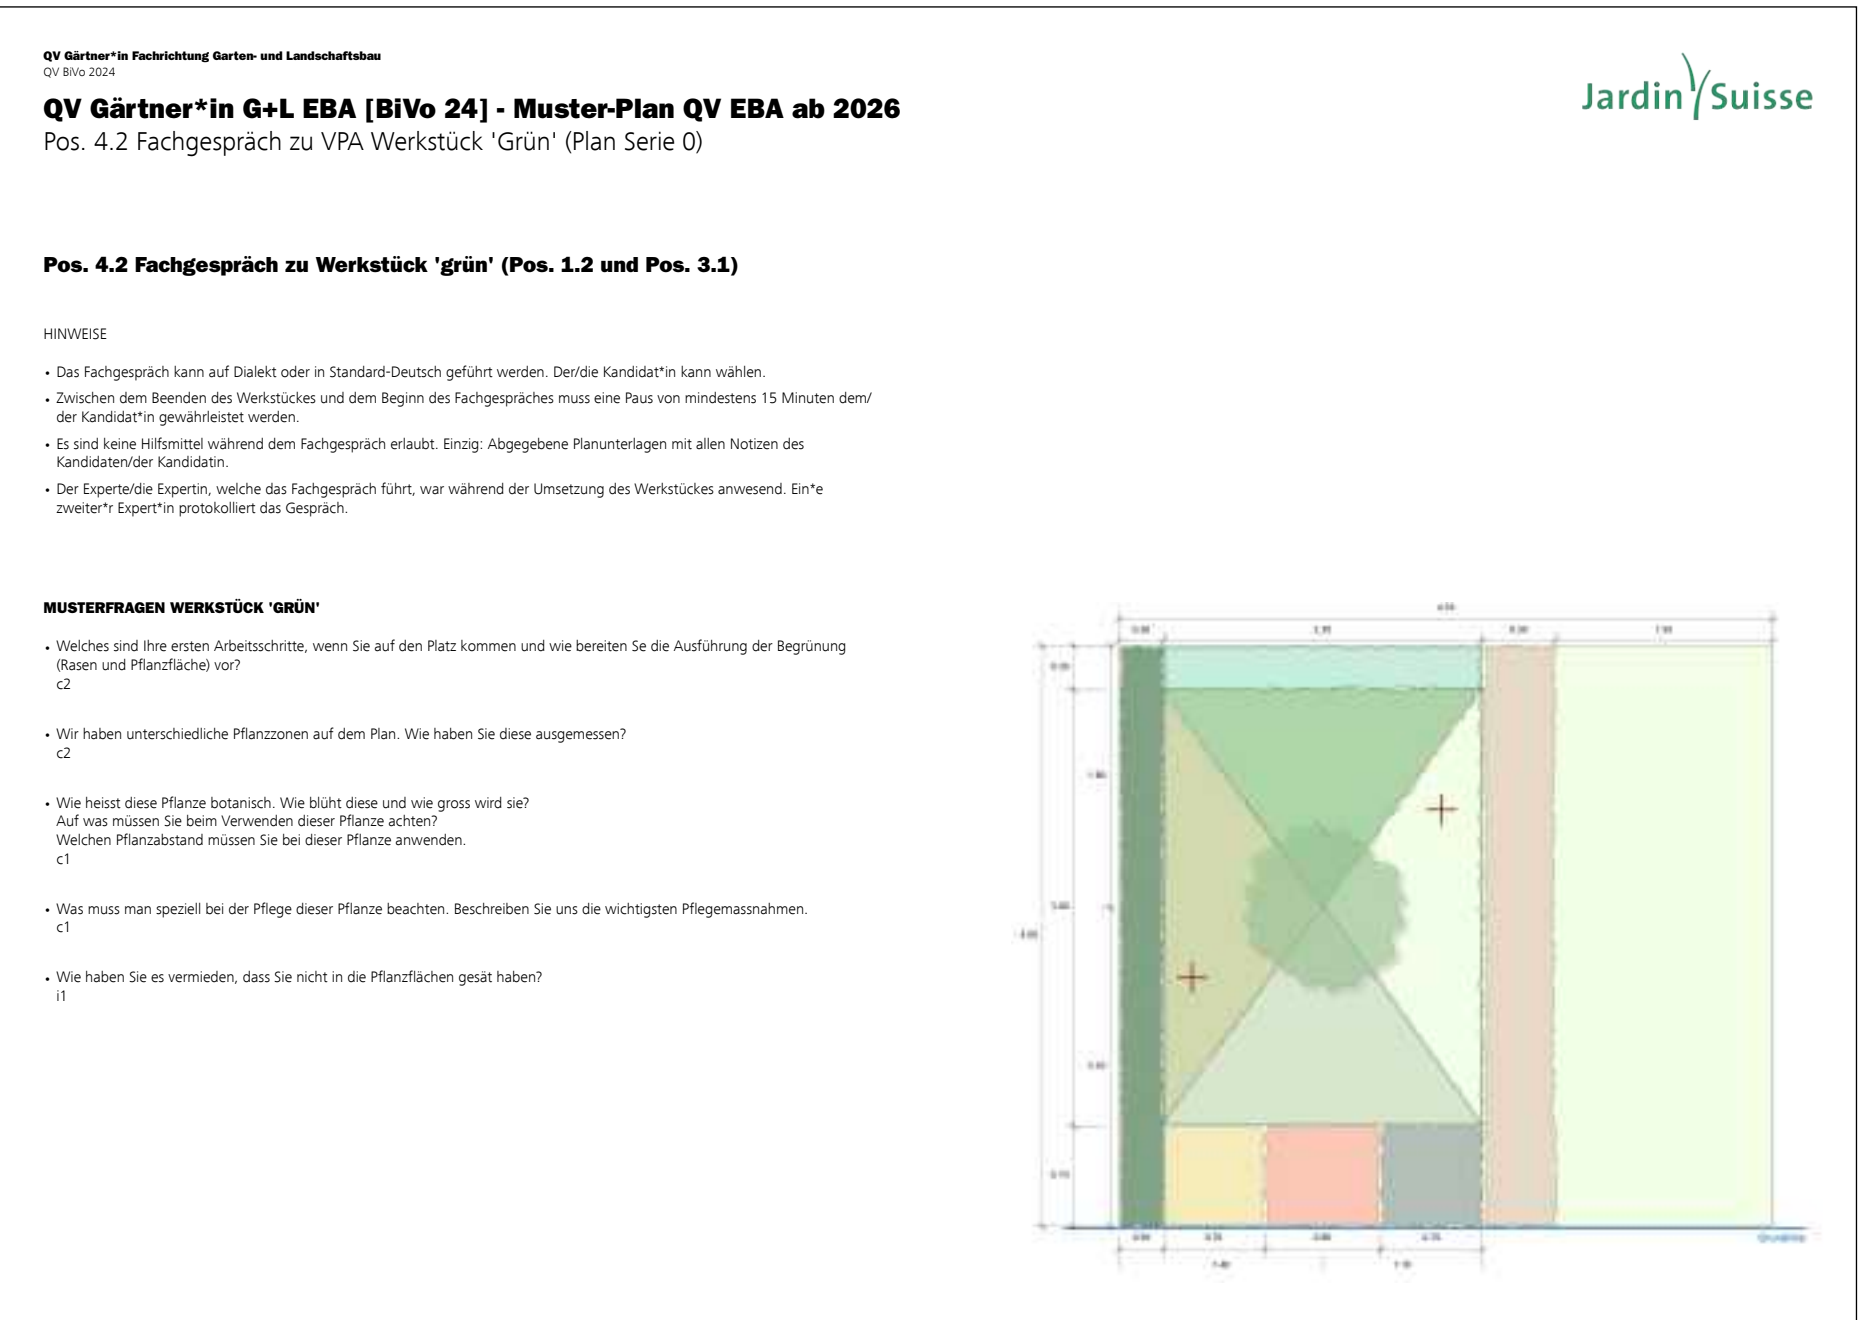 QV Gärtner*in Fachrichtung Garten- und Landschaftsbau
QV BiVo 2024
Jardin Suisse
QV Gärtner*in G+L EBA [BiVo 24] - Muster-Plan QV EBA ab 2026
Pos. 4.2 Fachgespräch zu VPA Werkstück 'Grün' (Plan Serie 0)
Pos. 4.2 Fachgespräch zu Werkstück 'grün' (Pos. 1.2 und Pos. 3.1)
HINWEISE
• Das Fachgespräch kann auf Dialekt oder in Standard-Deutsch geführt werden. Der/die Kandidat*in kann wählen.
• Zwischen dem Beenden des Werkstückes und dem Beginn des Fachgespräches muss eine Paus von mindestens 15 Minuten dem/
der Kandidat*in gewährleistet werden.
• Es sind keine Hilfsmittel während dem Fachgespräch erlaubt. Einzig: Abgegebene Planunterlagen mit allen Notizen des
Kandidaten/der Kandidatin.
• Der Experte/die Expertin, welche das Fachgespräch führt, war während der Umsetzung des Werkstückes anwesend. Ein*e
zweiter*r Expert*in protokolliert das Gespräch.
MUSTERFRAGEN WERKSTÜCK 'GRÜN'
• Welches sind Ihre ersten Arbeitsschritte, wenn Sie auf den Platz kommen und wie bereiten Se die Ausführung der Begrünung
(Rasen und Pflanzfläche) vor?
c2
• Wir haben unterschiedliche Pflanzzonen auf dem Plan. Wie haben Sie diese ausgemessen?
c2
• Wie heisst diese Pflanze botanisch. Wie blüht diese und wie gross wird sie?
Auf was müssen Sie beim Verwenden dieser Pflanze achten?
Welchen Pflanzabstand müssen Sie bei dieser Pflanze anwenden.
c1
• Was muss man speziell bei der Pflege dieser Pflanze beachten. Beschreiben Sie uns die wichtigsten Pflegemassnahmen.
c1
• Wie haben Sie es vermieden, dass Sie nicht in die Pflanzflächen gesät haben?
i1